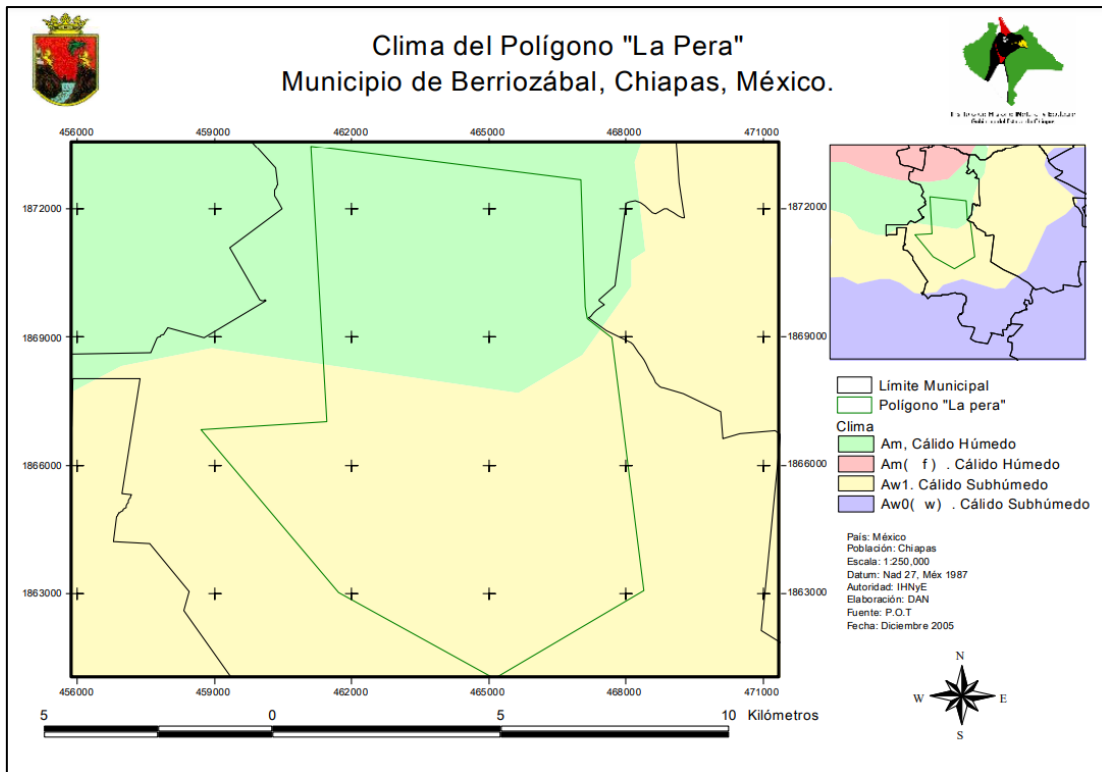 Clima del Polígono "La Pera"
Municipio de Berriozábal, Chiapas, México.
456000 459000 462000 465000 468000 471000
1872000 1872000
1869000 1869000
1866000 1866000
1863000 1863000
456000 459000 462000 465000 468000 471000
5 0 5 10 Kilómetros
Límite Municipal
Polígono "La pera"
Clima
Am, Cálido Húmedo
Am( f) . Cálido Húmedo
Aw1. Cálido Subhúmedo
Aw0( w) . Cálido Subhúmedo
País: México
Población: Chiapas
Escala: 1:250,000
Datum: Nad 27, Méx 1987
Autoridad: IHNyE
Elaboración: DAN
Fuente: P.O.T
Fecha: Diciembre 2005
N
W E
S